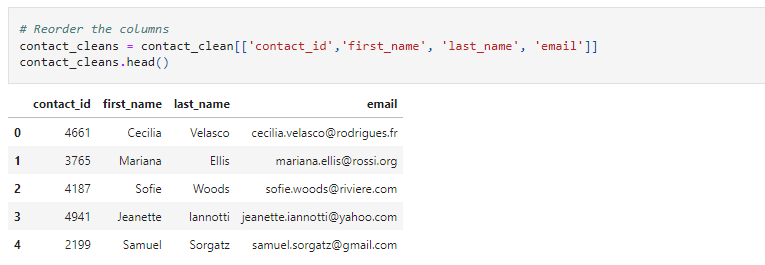 # Reorder the columns
contact_cleans = contact_clean[['contact_id','first_name', 'last_name', 'email']]
contact_cleans.head()
contact_id first_name last_name email
0 4661 Cecilia Velasco cecilia.velasco@rodrigues.fr
1 3765 Mariana Ellis mariana.ellis@rossi.org
2 4187 Sofie Woods sofie.woods@riviere.com
3 4941 Jeanette Iannotti jeanette.iannotti@yahoo.com
4 2199 Samuel Sorgatz samuel.sorgatz@gmail.com